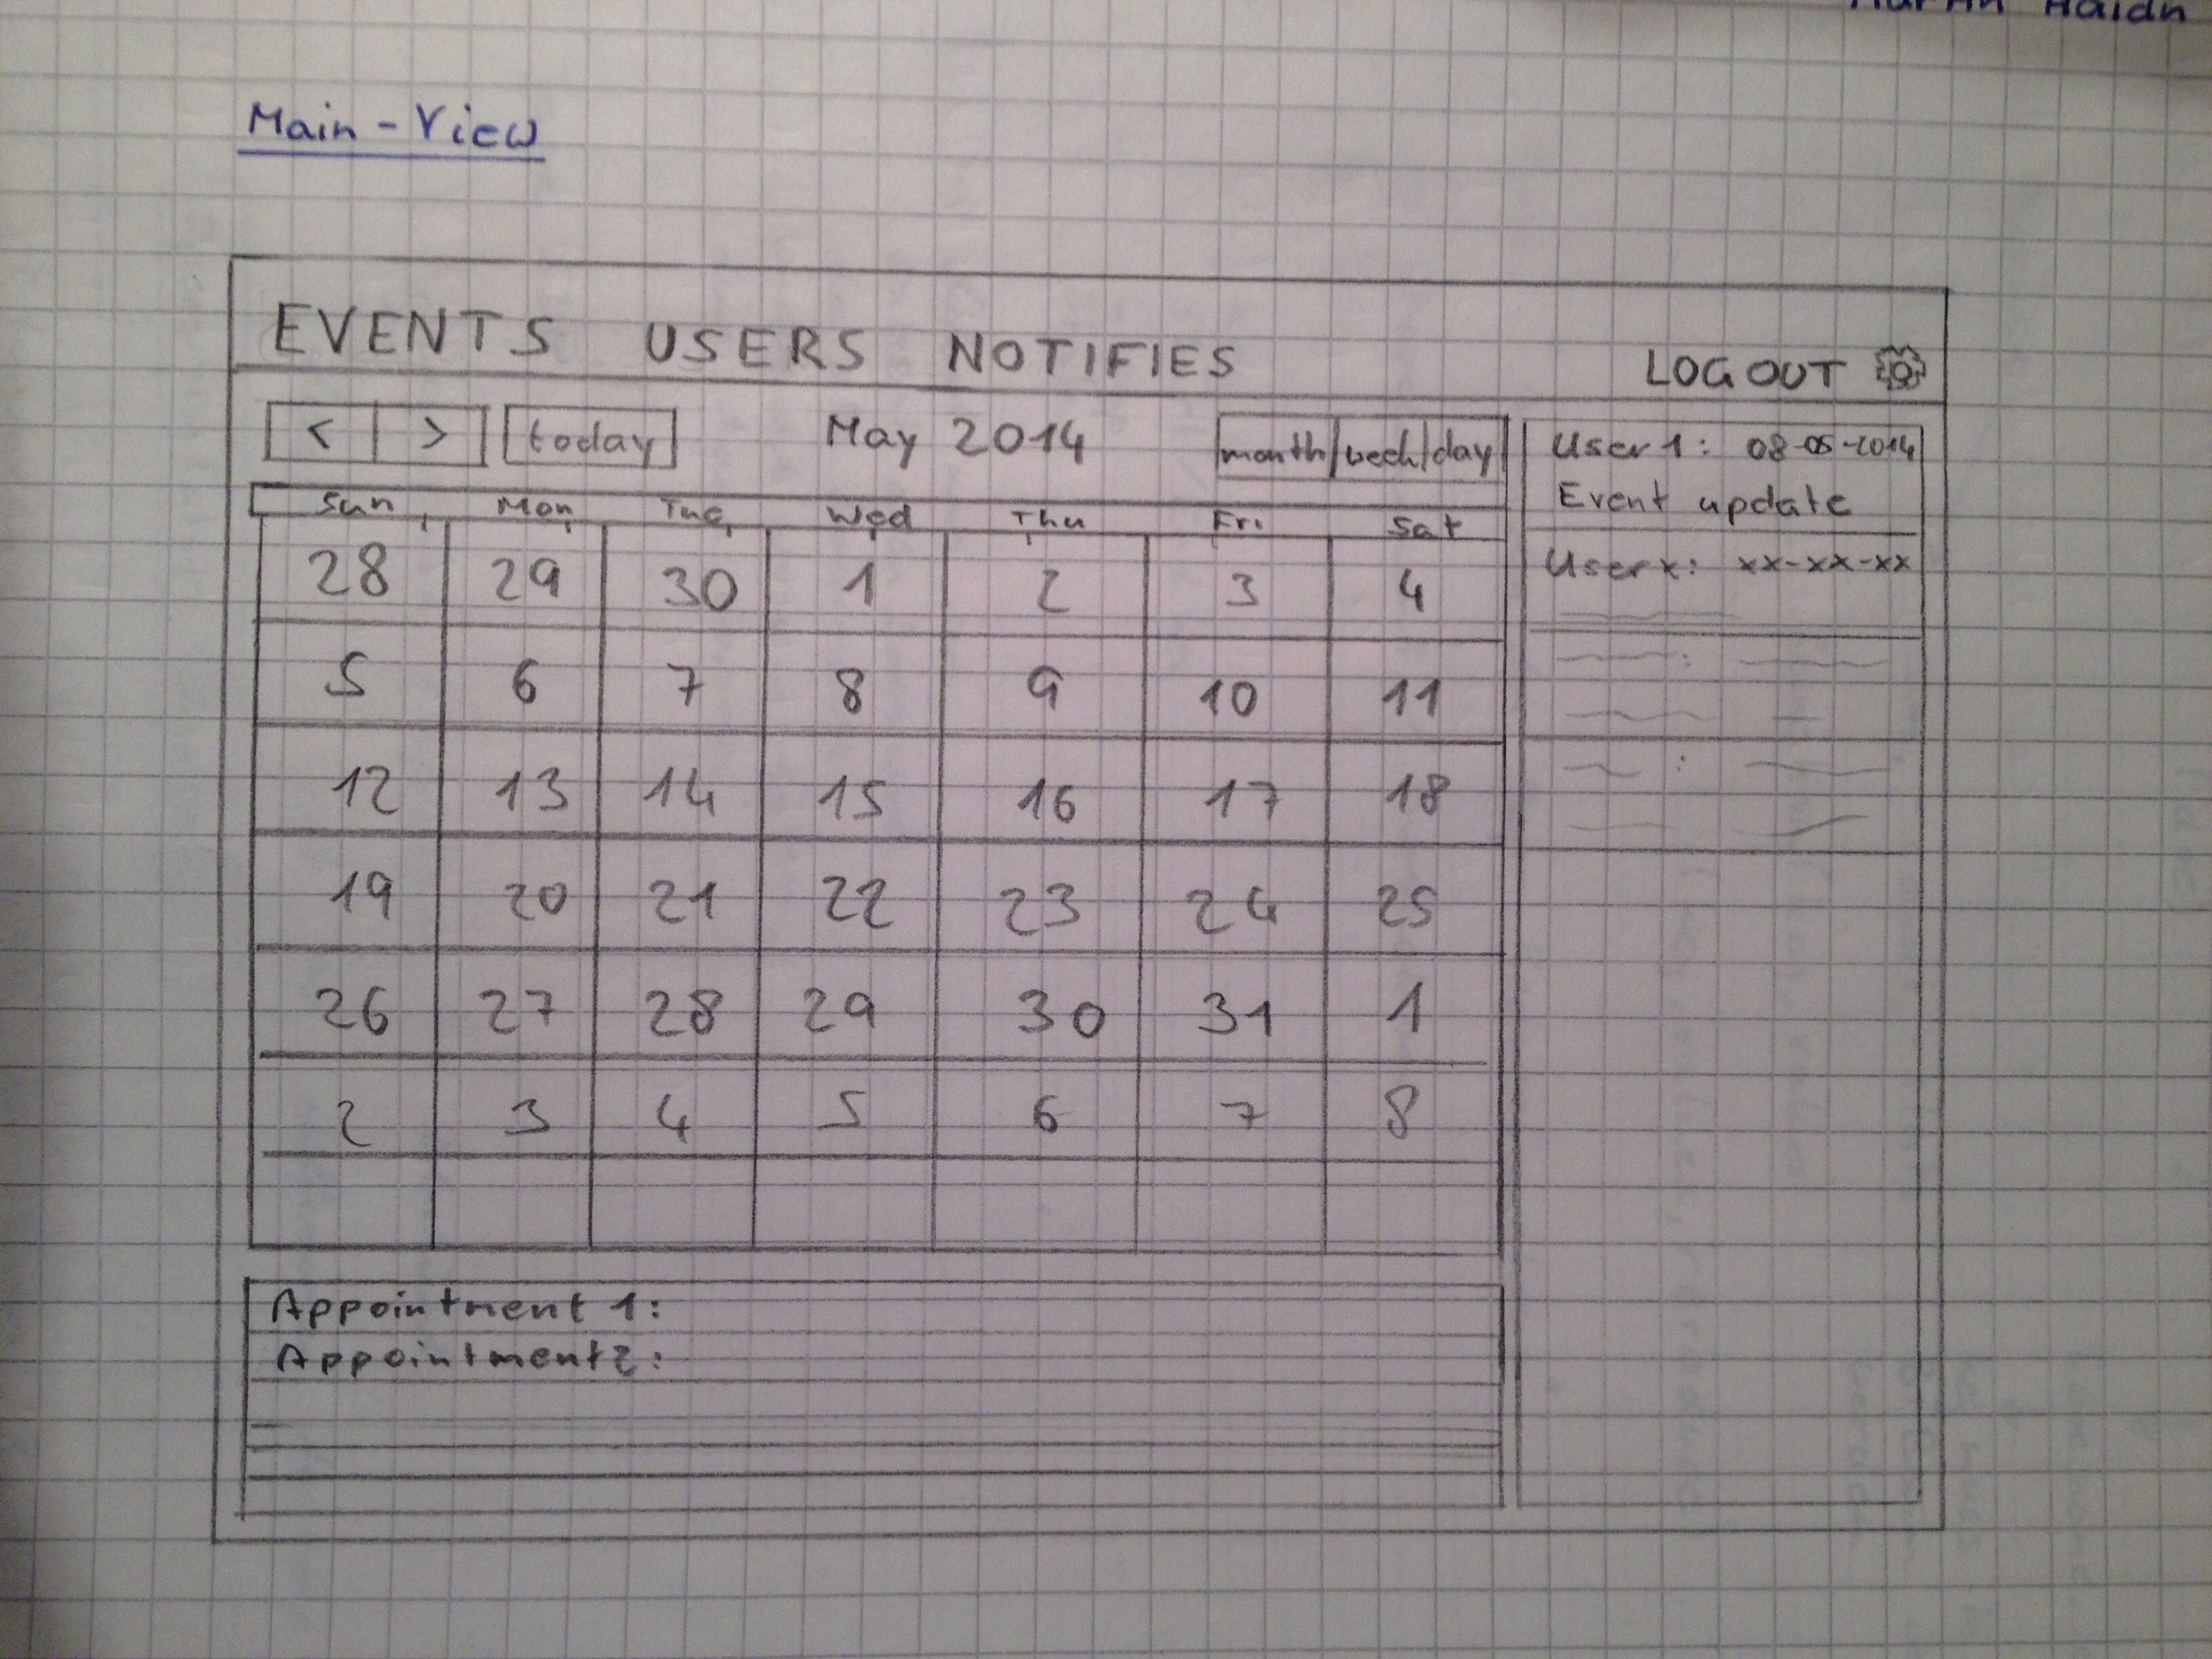 Martin Haidn
Main-View
EVENTS USERS NOTIFIES LOGOUT
< > today May 2014 month week day
Sun Mon Tue Wed Thu Fri Sat
28 29 30 1 2 3 4
5 6 7 8 9 10 11
12 13 14 15 16 17 18
19 20 21 22 23 24 25
26 27 28 29 30 31 1
2 3 4 5 6 7 8
Appointment 1:
Appointment 2:
User 1: 08-05-2014
Event update
User x: xx-xx-xx